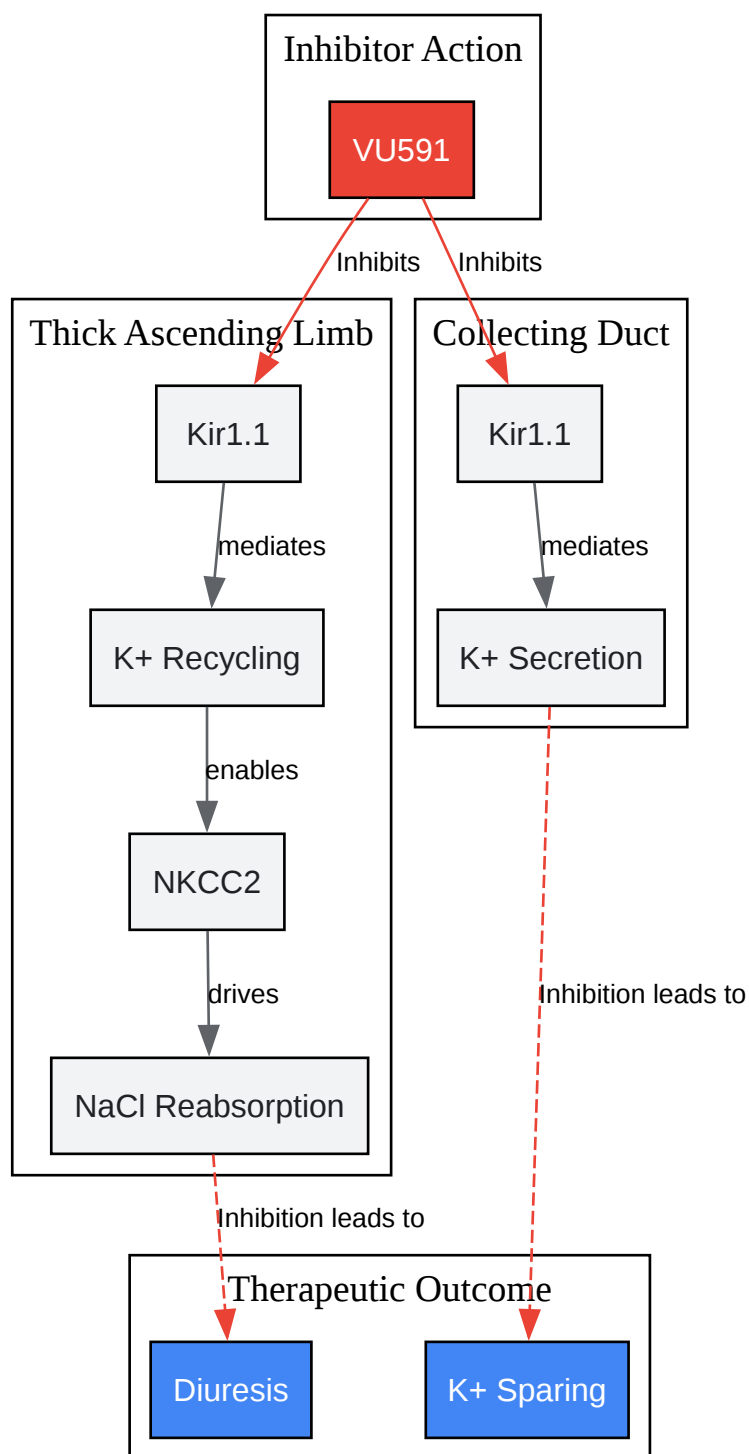 Inhibitor Action
VU591
Inhibits
Inhibits
Thick Ascending Limb
Kir1.1
mediates
K+ Recycling
enables
NKCC2
drives
NaCl Reabsorption
Inhibition leads to
Collecting Duct
Kir1.1
mediates
K+ Secretion
Inhibition leads to
Therapeutic Outcome
Diuresis
K+ Sparing